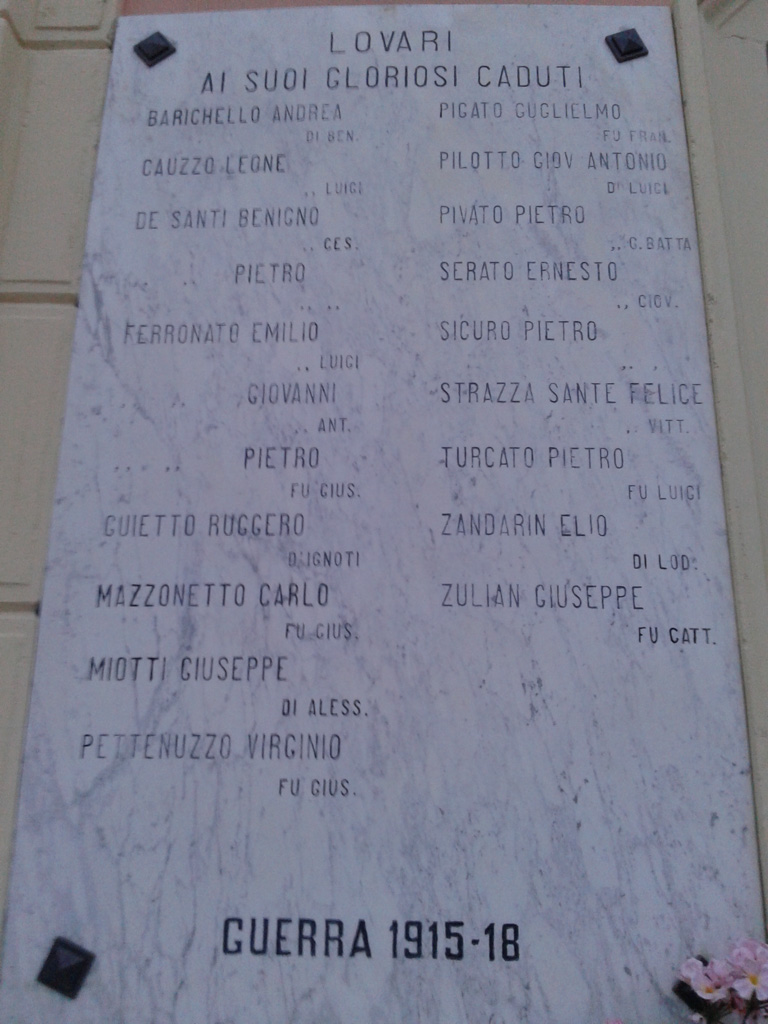 LOVARI
AI SUOI GLORIOSI CADUTI
BARICHELLO ANDREA
DI BEN.
CAUZZO LEONE
,, LUIGI
DE SANTI BENIGNO
,, CES.
,, PIETRO
,, ,,
FERRONATO EMILIO
,, LUIGI
,, GIOVANNI
,, ANT.
,, ,, PIETRO
FU GIUS.
GUIETTO RUGGERO
D'IGNOTI
MAZZONETTO CARLO
FU GIUS.
MIOTTI GIUSEPPE
DI ALESS.
PETTENUZZO VIRGINIO
FU GIUS.
PIGATO GUGLIELMO
FU FRAN.
PILOTTO GIOV ANTONIO
DI LUIGI
PIVATO PIETRO
,, G. BATTA
SERATO ERNESTO
,, GIOV.
SICURO PIETRO
,, ,,
STRAZZA SANTE FELICE
,, VITT.
TURCATO PIETRO
FU LUIGI
ZANDARIN ELIO
DI LOD.
ZULIAN GIUSEPPE
FU CATT.
GUERRA 1915-18